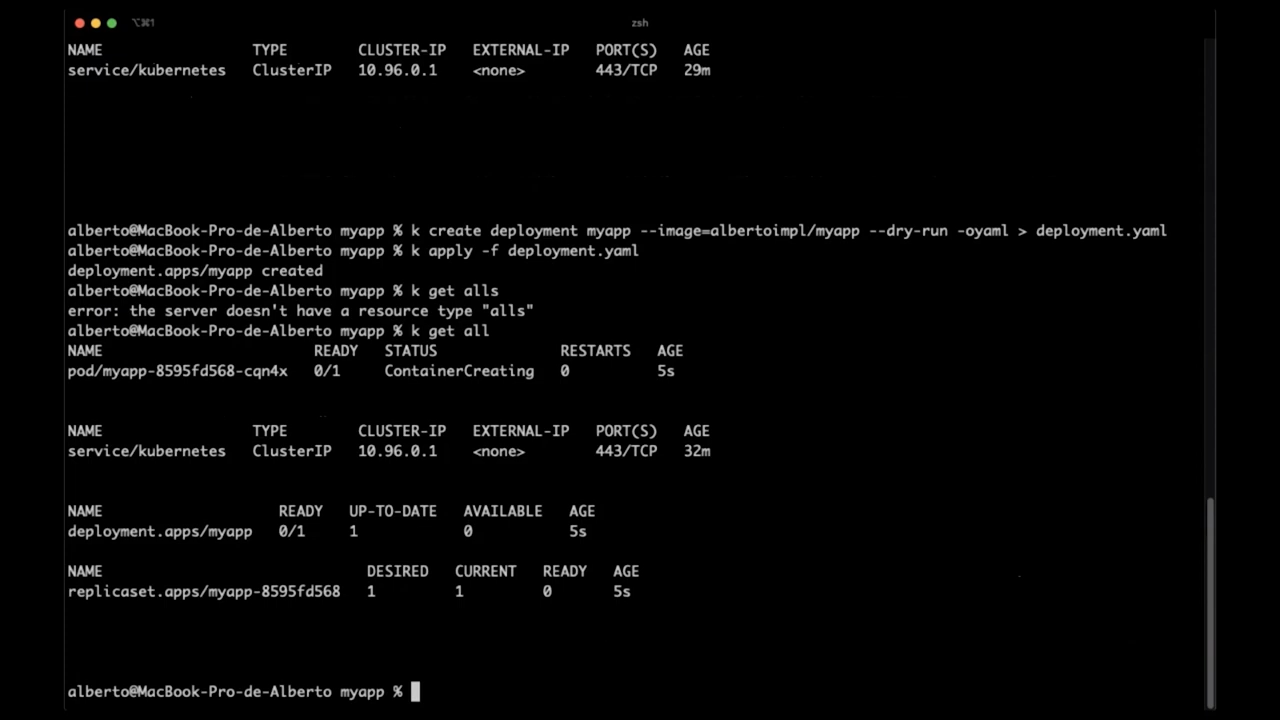 ⌥⌘1 zsh
NAME TYPE CLUSTER-IP EXTERNAL-IP PORT(S) AGE
service/kubernetes ClusterIP 10.96.0.1 <none> 443/TCP 29m
alberto@MacBook-Pro-de-Alberto myapp % k create deployment myapp --image=albertoimpl/myapp --dry-run -oyaml > deployment.yaml
alberto@MacBook-Pro-de-Alberto myapp % k apply -f deployment.yaml
deployment.apps/myapp created
alberto@MacBook-Pro-de-Alberto myapp % k get alls
error: the server doesn't have a resource type "alls"
alberto@MacBook-Pro-de-Alberto myapp % k get all
NAME READY STATUS RESTARTS AGE
pod/myapp-8595fd568-cqn4x 0/1 ContainerCreating 0 5s
NAME TYPE CLUSTER-IP EXTERNAL-IP PORT(S) AGE
service/kubernetes ClusterIP 10.96.0.1 <none> 443/TCP 32m
NAME READY UP-TO-DATE AVAILABLE AGE
deployment.apps/myapp 0/1 1 0 5s
NAME DESIRED CURRENT READY AGE
replicaset.apps/myapp-8595fd568 1 1 0 5s
alberto@MacBook-Pro-de-Alberto myapp %